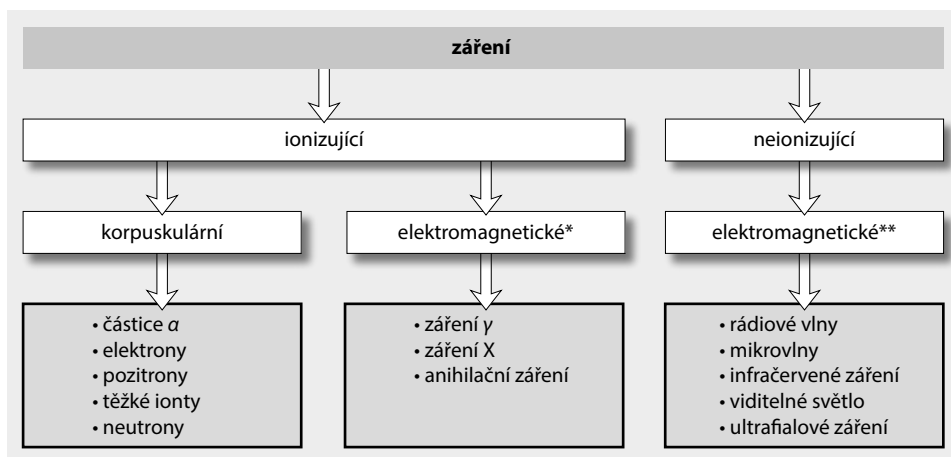 záření
ionizující
neionizující
korpuskulární
elektromagnetické*
elektromagnetické**
• částice α
• elektrony
• pozitrony
• těžké ionty
• neutrony
• záření γ
• záření X
• anihilační záření
• rádiové vlny
• mikrovlny
• infračervené záření
• viditelné světlo
• ultrafialové záření